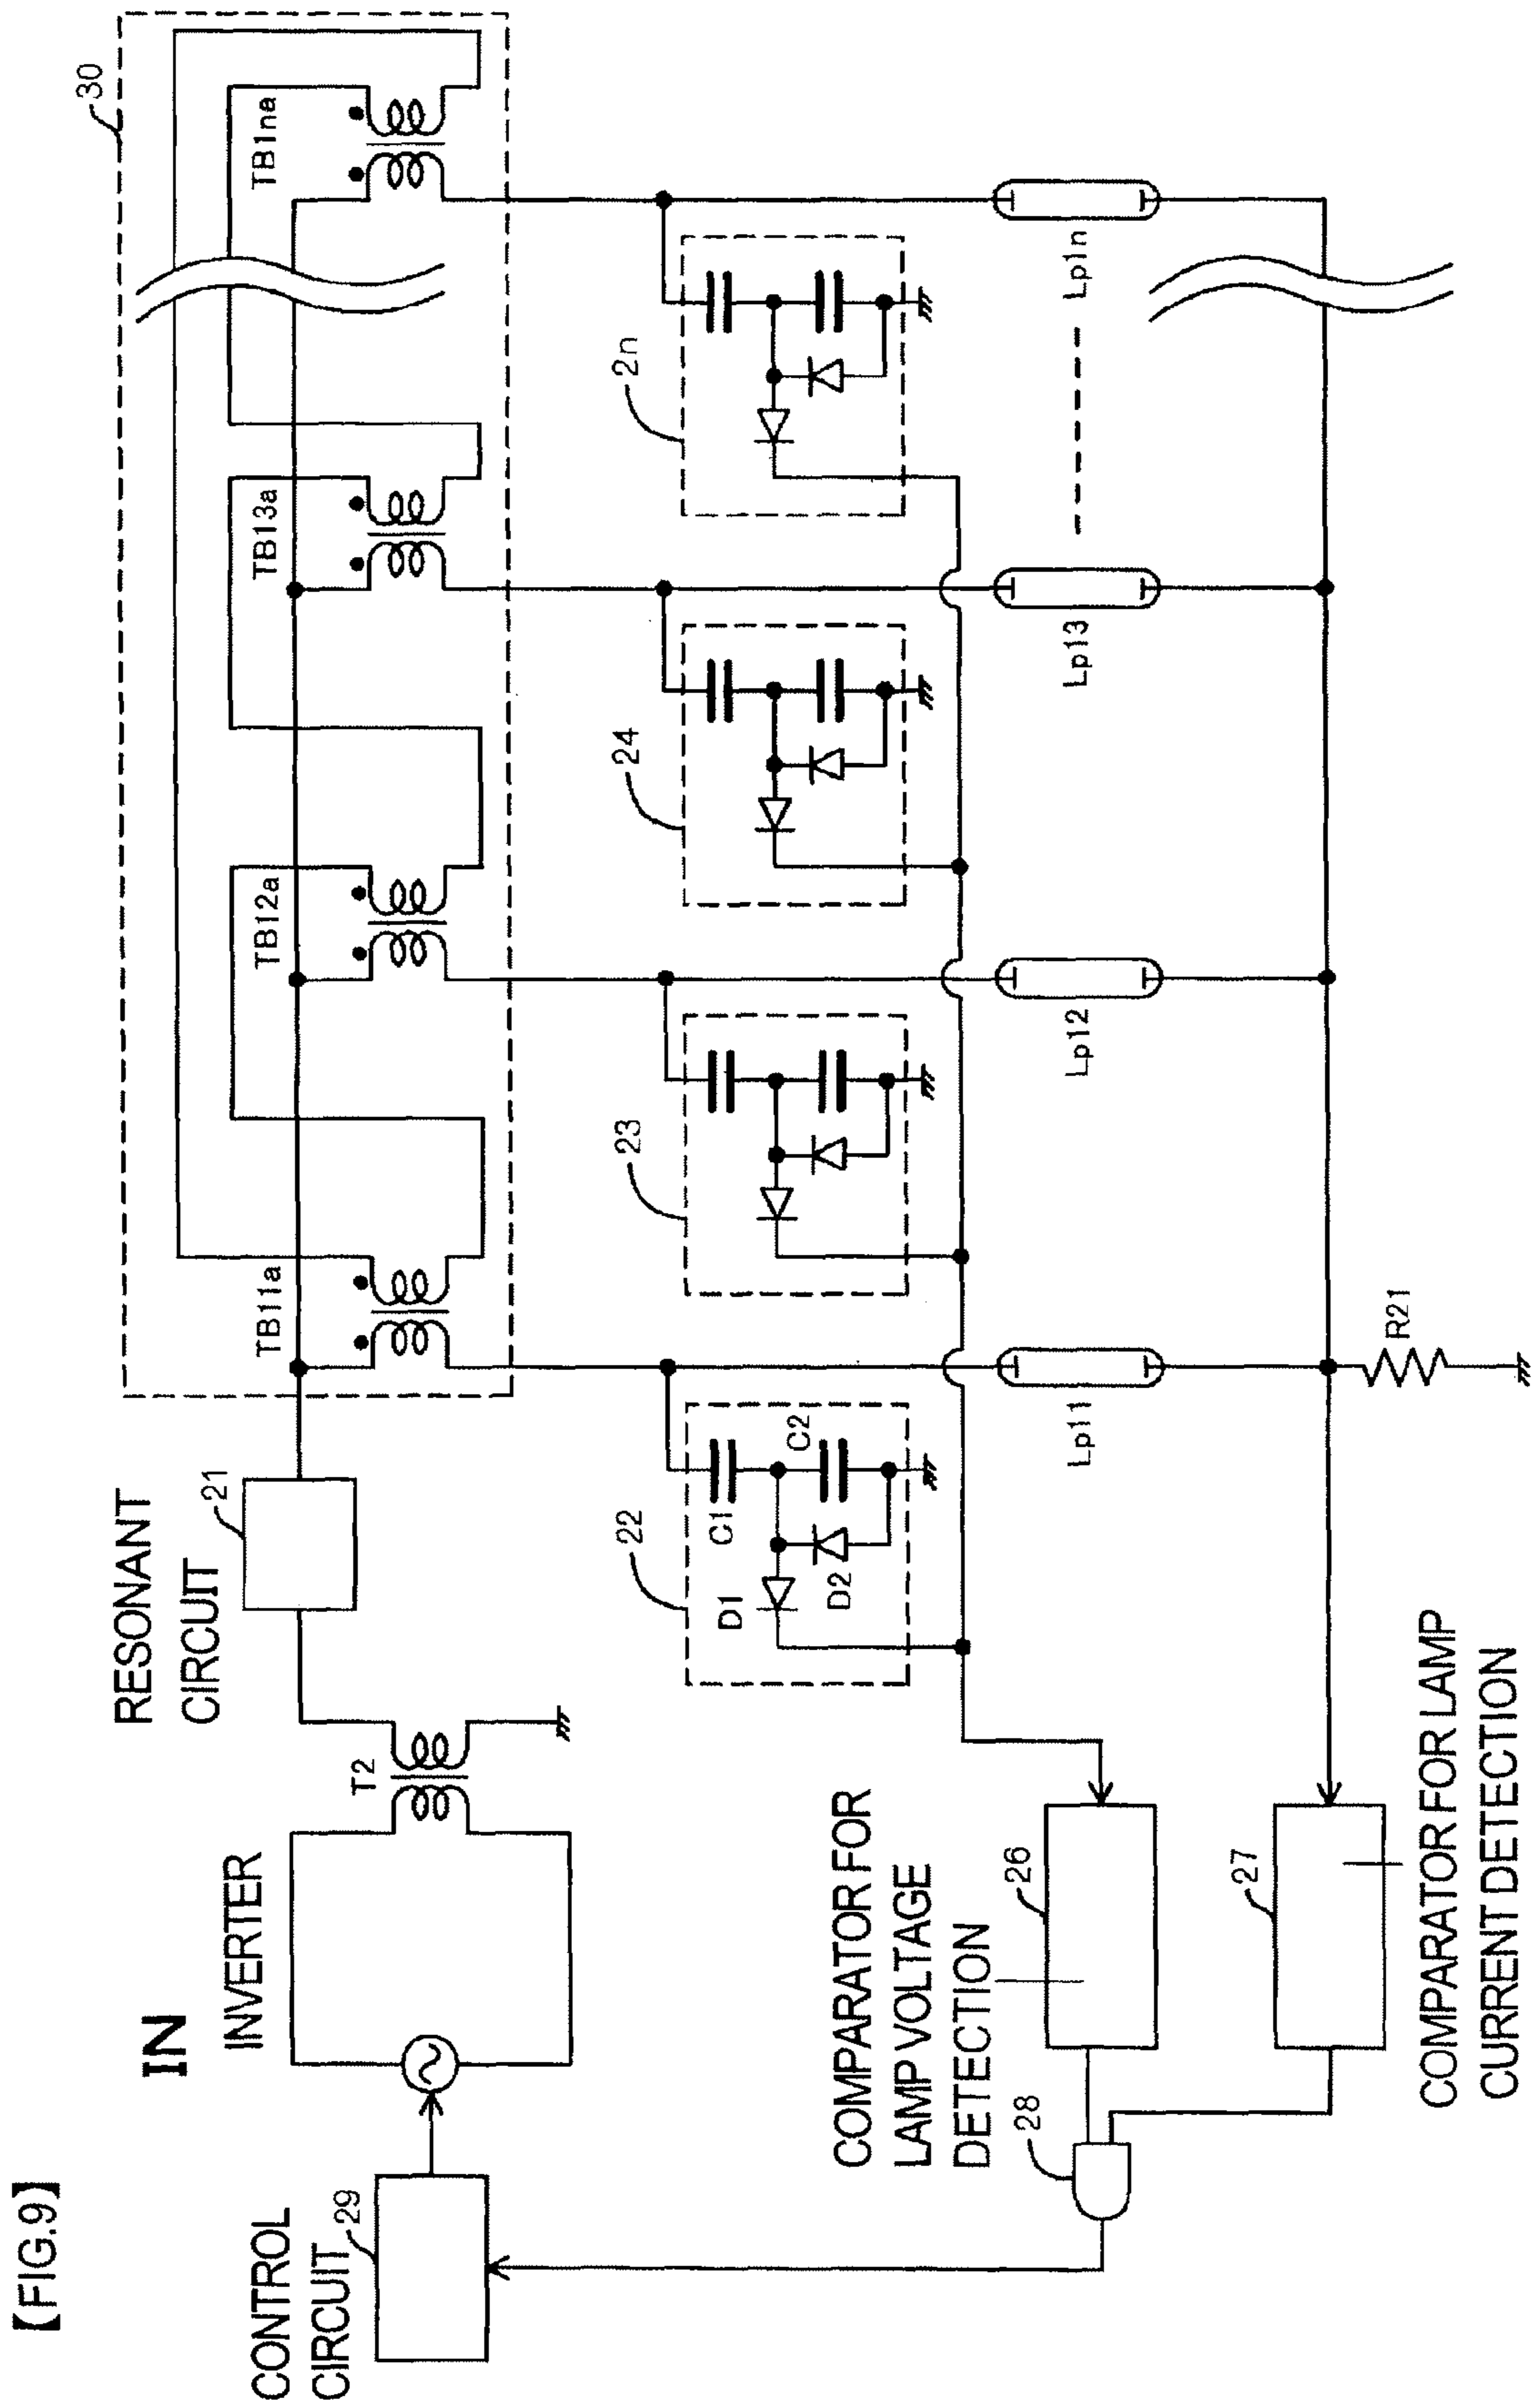 【FIG.9】
CONTROL
CIRCUIT
29
IN
INVERTER
T2
RESONANT
CIRCUIT
21
30
TB11a
TB12a
TB13a
TB1na
22
C1
C2
D1
D2
23
24
2n
COMPARATOR FOR
LAMP VOLTAGE
DETECTION
26
28
27
COMPARATOR FOR LAMP
CURRENT DETECTION
Lp11
Lp12
Lp13
Lp1n
R21